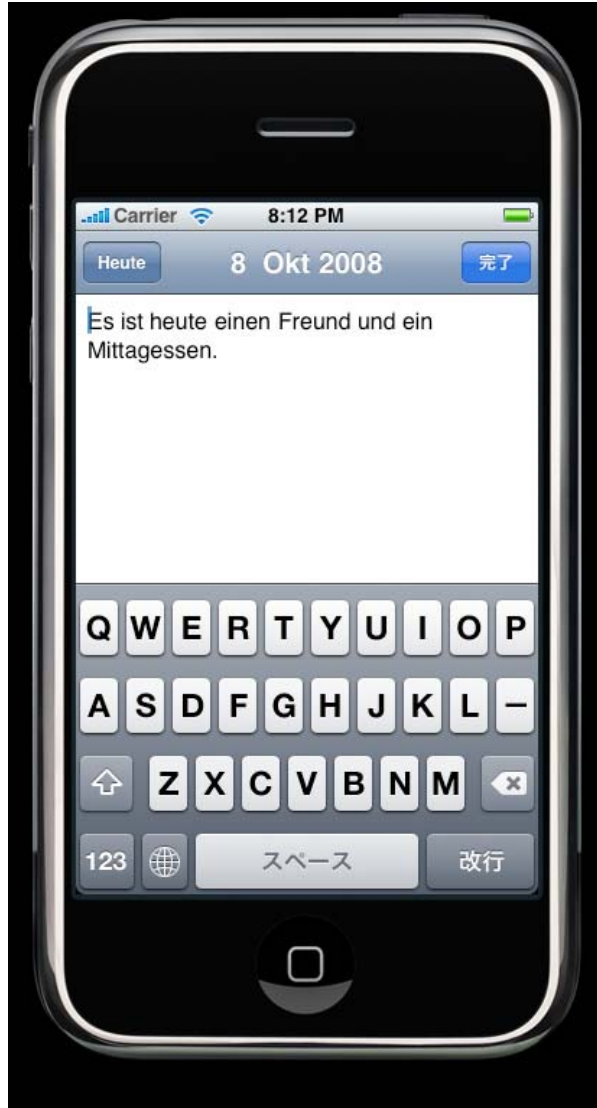 Carrier 8:12 PM
Heute 8 Okt 2008 完了
Es ist heute einen Freund und ein
Mittagessen.
Q W E R T Y U I O P
A S D F G H J K L ー
Z X C V B N M
123 スペース 改行